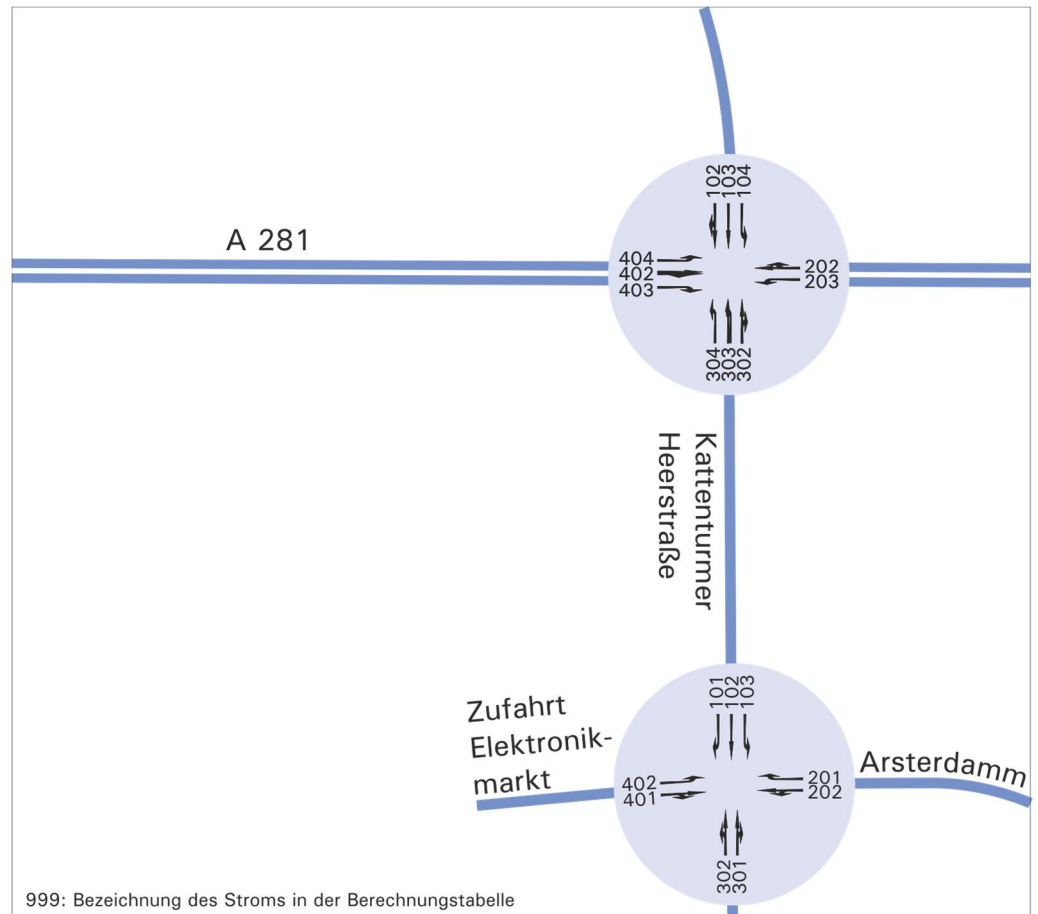 102
103
104
A 281
404
402
403
202
203
304
303
302
Kattenturmer
Heerstraße
101
102
103
Zufahrt
Elektronik-
markt
402
401
201
202
Arsterdamm
302
301
999: Bezeichnung des Stroms in der Berechnungstabelle